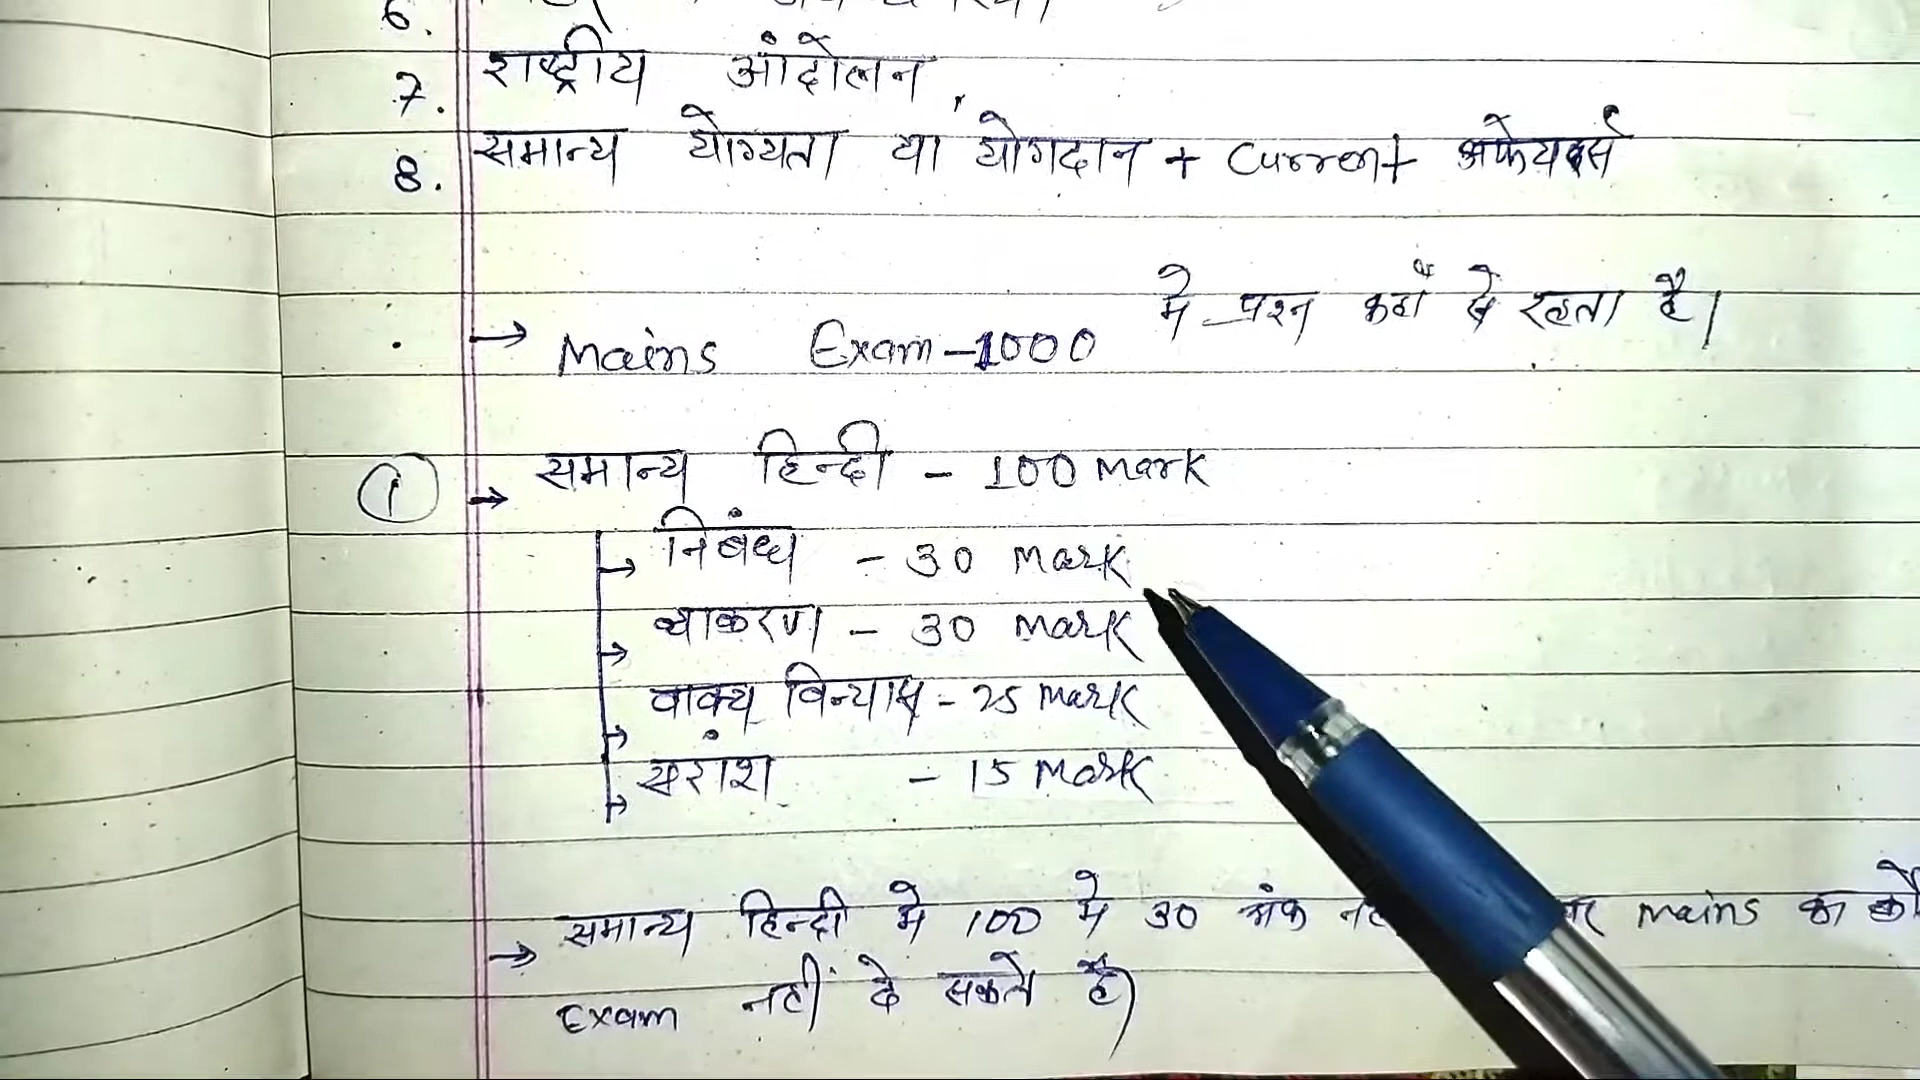 6.
7. राष्ट्रीय आंदोलन,
8. समान्य योग्यता या योगदान + Current अफेयर्स
→ Mains Exam - 1000 मे प्रश्न कहाँ से रहता है।
① → समान्य हिन्दी - 100 mark
→ निबंध - 30 mark
→ व्याकरण - 30 mark
→ वाक्य विन्यास - 25 mark
→ सरांश - 15 mark
→ समान्य हिन्दी मे 100 मे 30 अंक mains का
Exam नहीं दे सकते है)